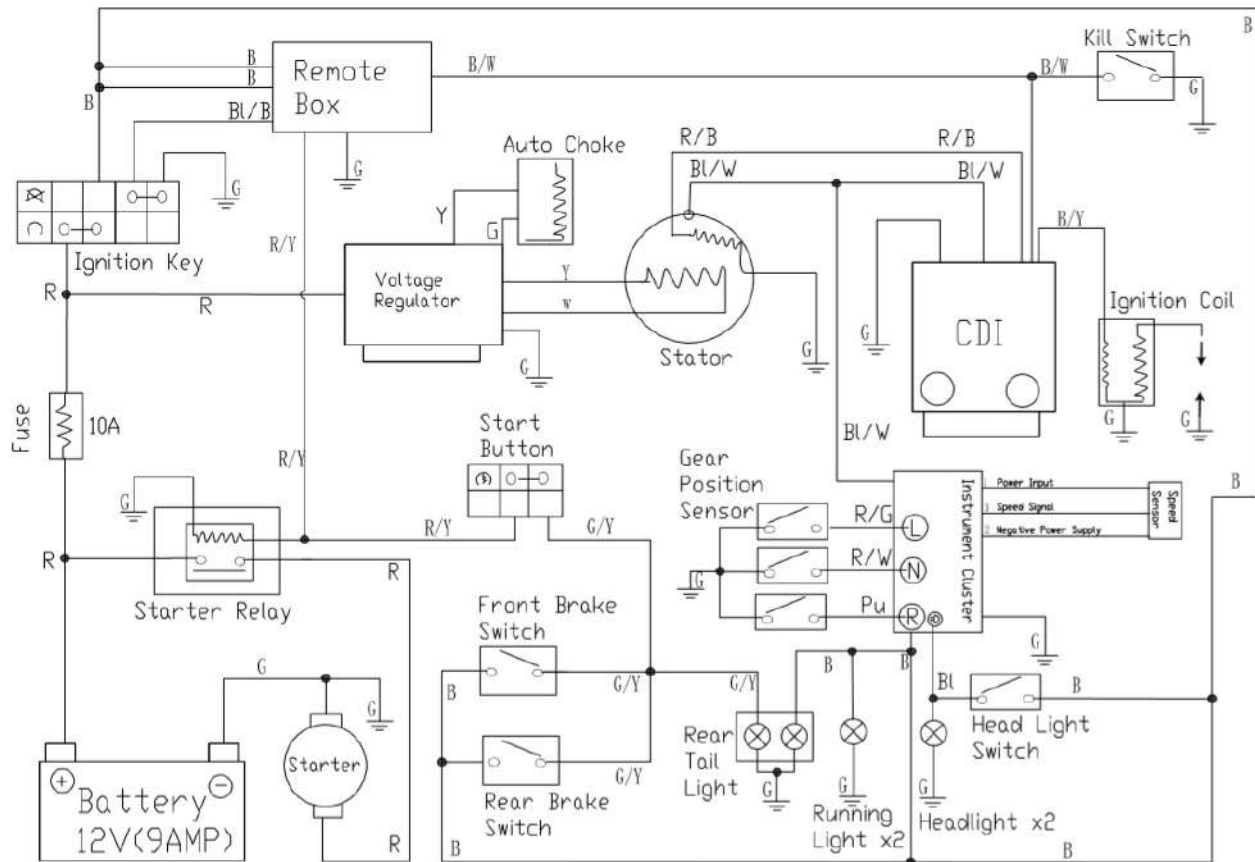 B
B
B
B
Bl/B
Remote
Box
B/W
B/W
Kill Switch
G
G
G
R/Y
Ignition Key
Auto Choke
Y
G
R/B
R/B
Bl/W
Bl/W
B/Y
R
R
Voltage
Regulator
Y
W
G
Stator
G
G
CDI
Ignition Coil
G
G
Fuse
10A
R/Y
Start
Button
Bl/W
G
R/Y
G/Y
Gear
Position
Sensor
R/G
L
R/W
N
Pu
R
G
Instrument Cluster
1 Power Input
3 Speed Signal
2 Negative Power Supply
Speed
Sensor
B
G
R
R
Starter Relay
Front Brake
Switch
B
G/Y
G/Y
B
B
Bl
B
Head Light
Switch
G
G
Starter
Rear
Tail
Light
G
G
G
Rear Brake
Switch
G/Y
Running
Light x2
Headlight x2
+
−
Battery
12V(9AMP)
R
B
B